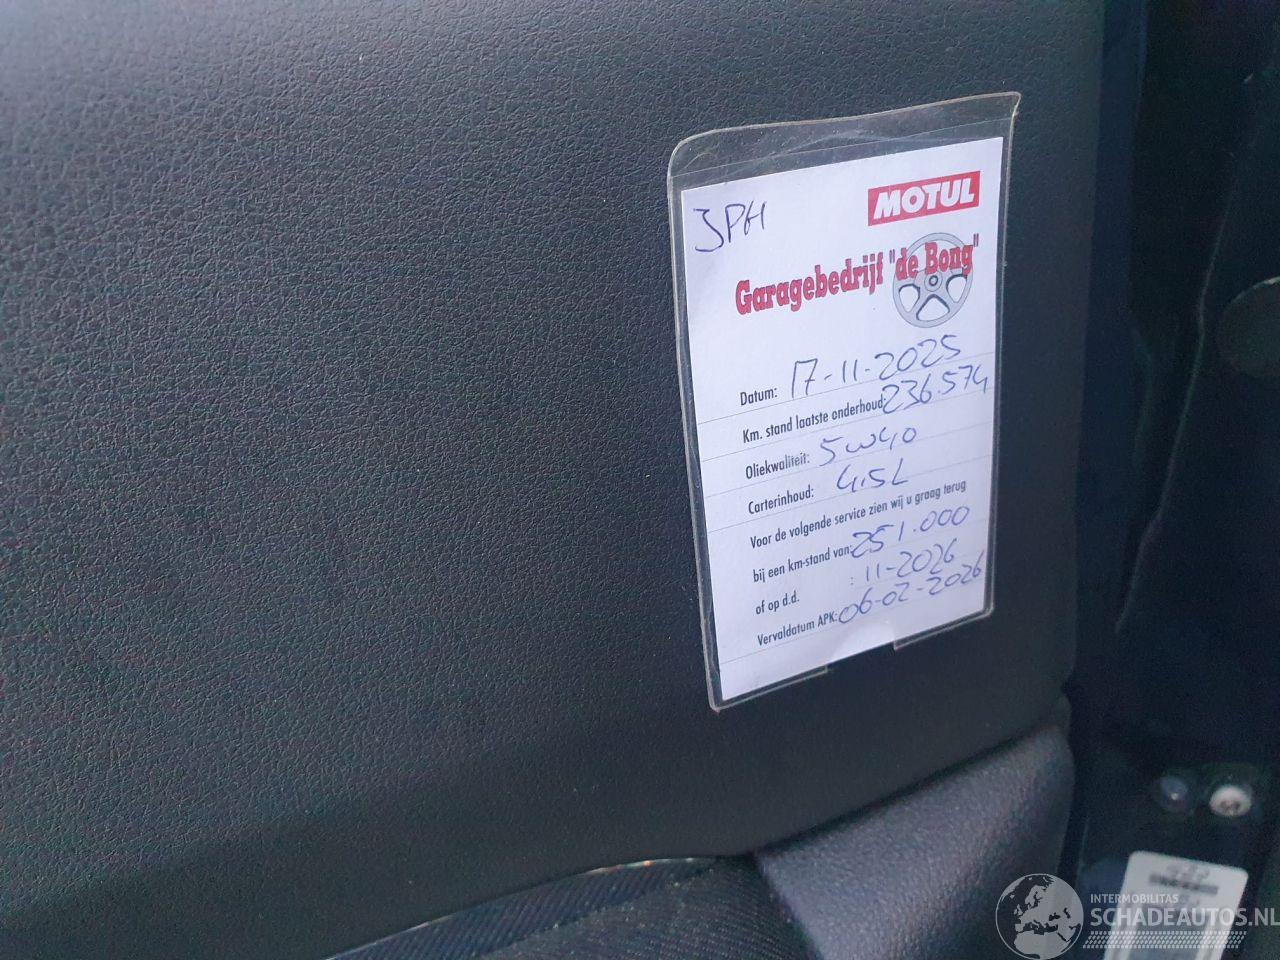 JPH
MOTUL
Garagebedrijf "de Bong"
Datum: 17-11-2025
Km. stand laatste onderhoud: 236.574
Oliekwaliteit: 5w40
Carterinhoud: 4.5L
Voor de volgende service zien wij u graag terug
bij een km-stand van: 251.000
of op d.d. : 11-2026
Vervaldatum APK: 06-02-2026
INTERMOBILITAS
SCHADEAUTOS.NL